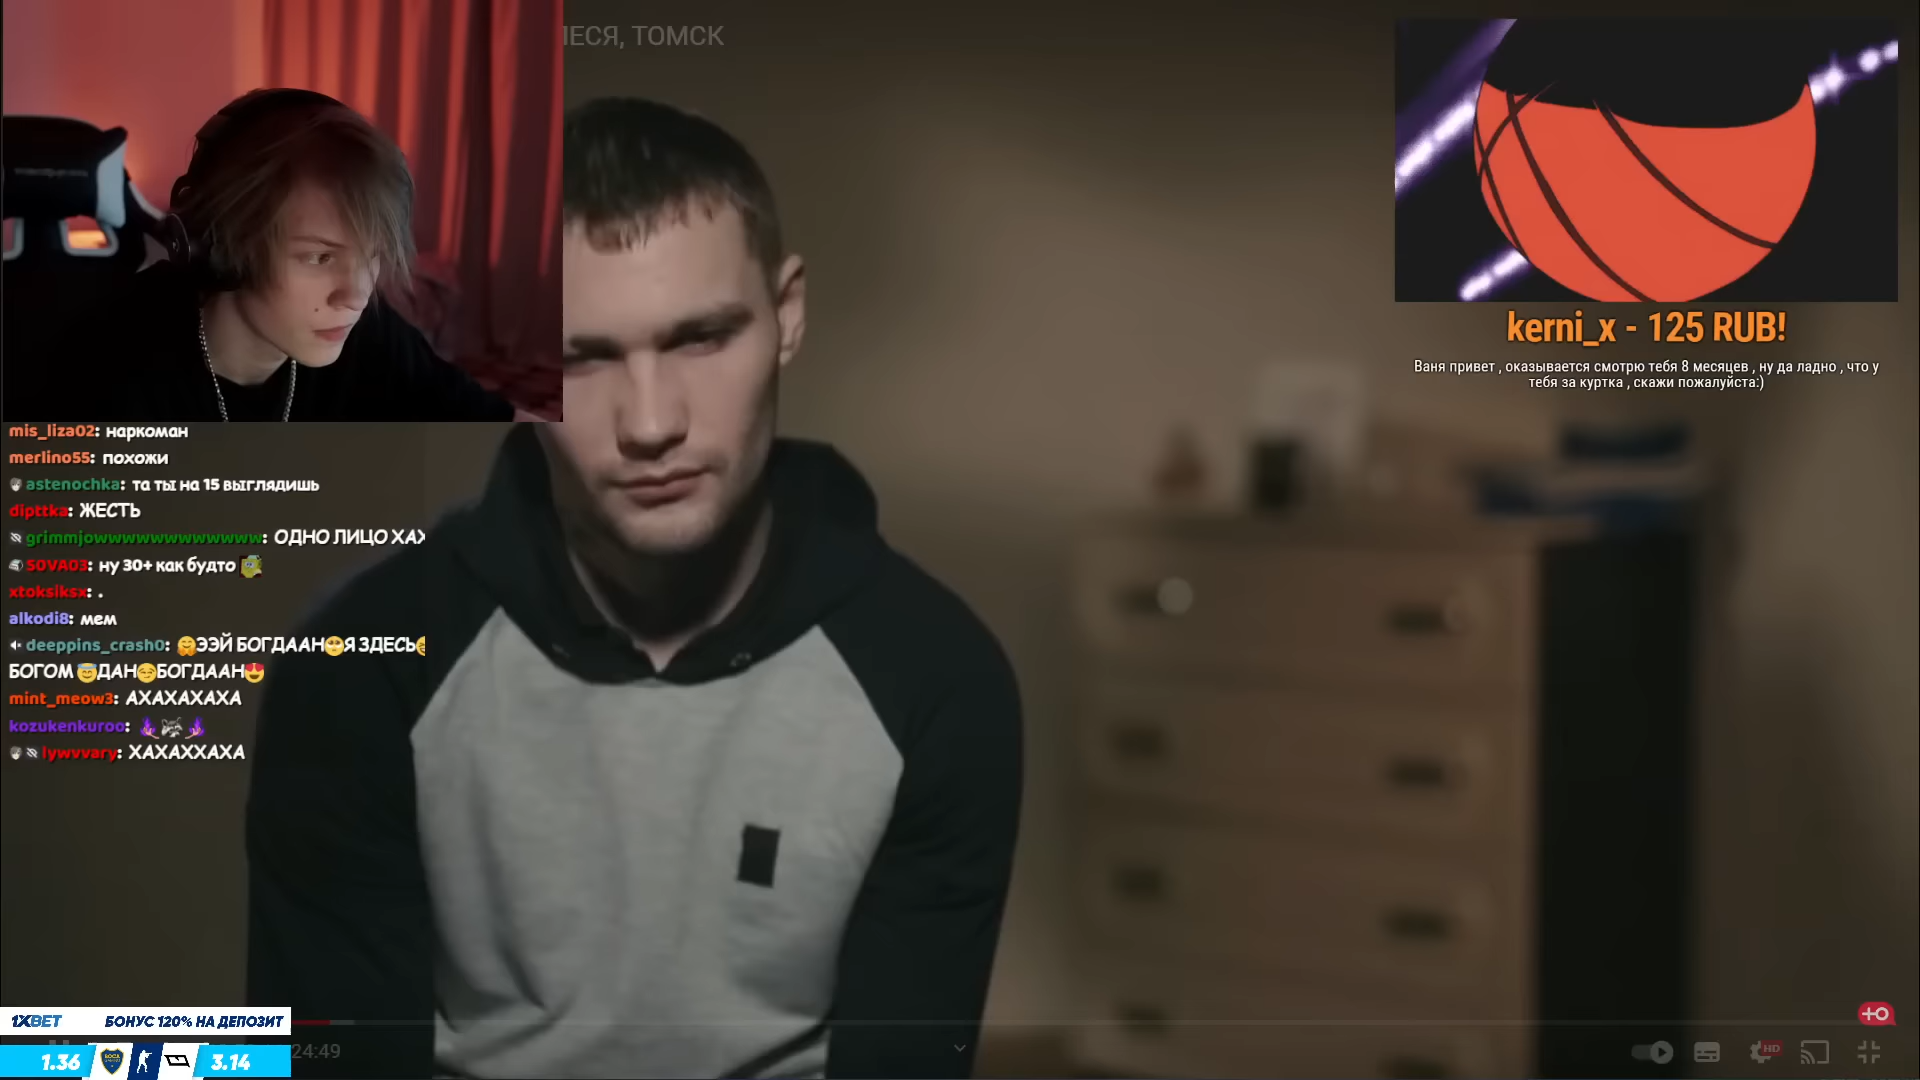 ЛЕСЯ, ТОМСК
kerni_x - 125 RUB!
Ваня привет , оказывается смотрю тебя 8 месяцев , ну да ладно , что у
тебя за куртка , скажи пожалуйста:)
mis_liza02: наркоман
merlino55: похожи
astenochka: та ты на 15 выглядишь
dipttka: ЖЕСТЬ
grimmjowwwwwwwwwwwww: ОДНО ЛИЦО ХАХ
S0VA03: ну 30+ как будто
xtoksiksx: .
alkodi8: мем
deeppins_crash0: 🤗ЭЭЙ БОГДААН🙄Я ЗДЕСЬ
БОГОМ 😇ДАН😏БОГДААН😍
mint_meow3: АХАХАХАХА
kozukenkuroo:
lywvvary: ХАХАХХАХА
1XBET БОНУС 120% НА ДЕПОЗИТ
1.36 3.14
24:49
HD
+Ю